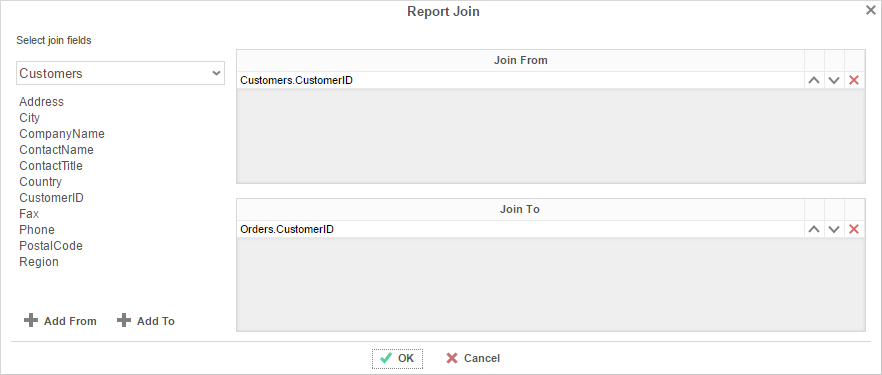 Report Join
Select join fields
Customers
Address
City
CompanyName
ContactName
ContactTitle
Country
CustomerID
Fax
Phone
PostalCode
Region
Add From Add To
Join From
Customers.CustomerID
Join To
Orders.CustomerID
OK Cancel